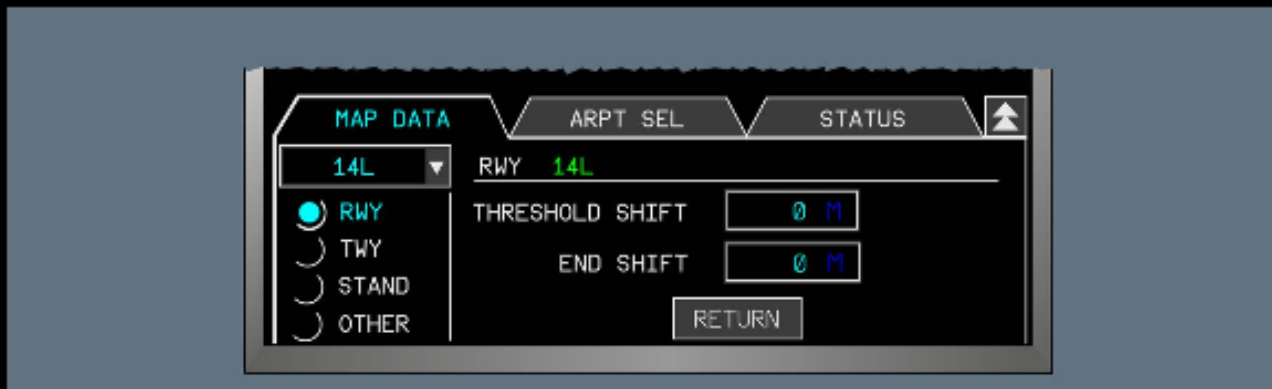 MAP DATA ARPT SEL STATUS
14L RWY 14L
RWY THRESHOLD SHIFT 0 M
TWY
END SHIFT 0 M
STAND
OTHER RETURN